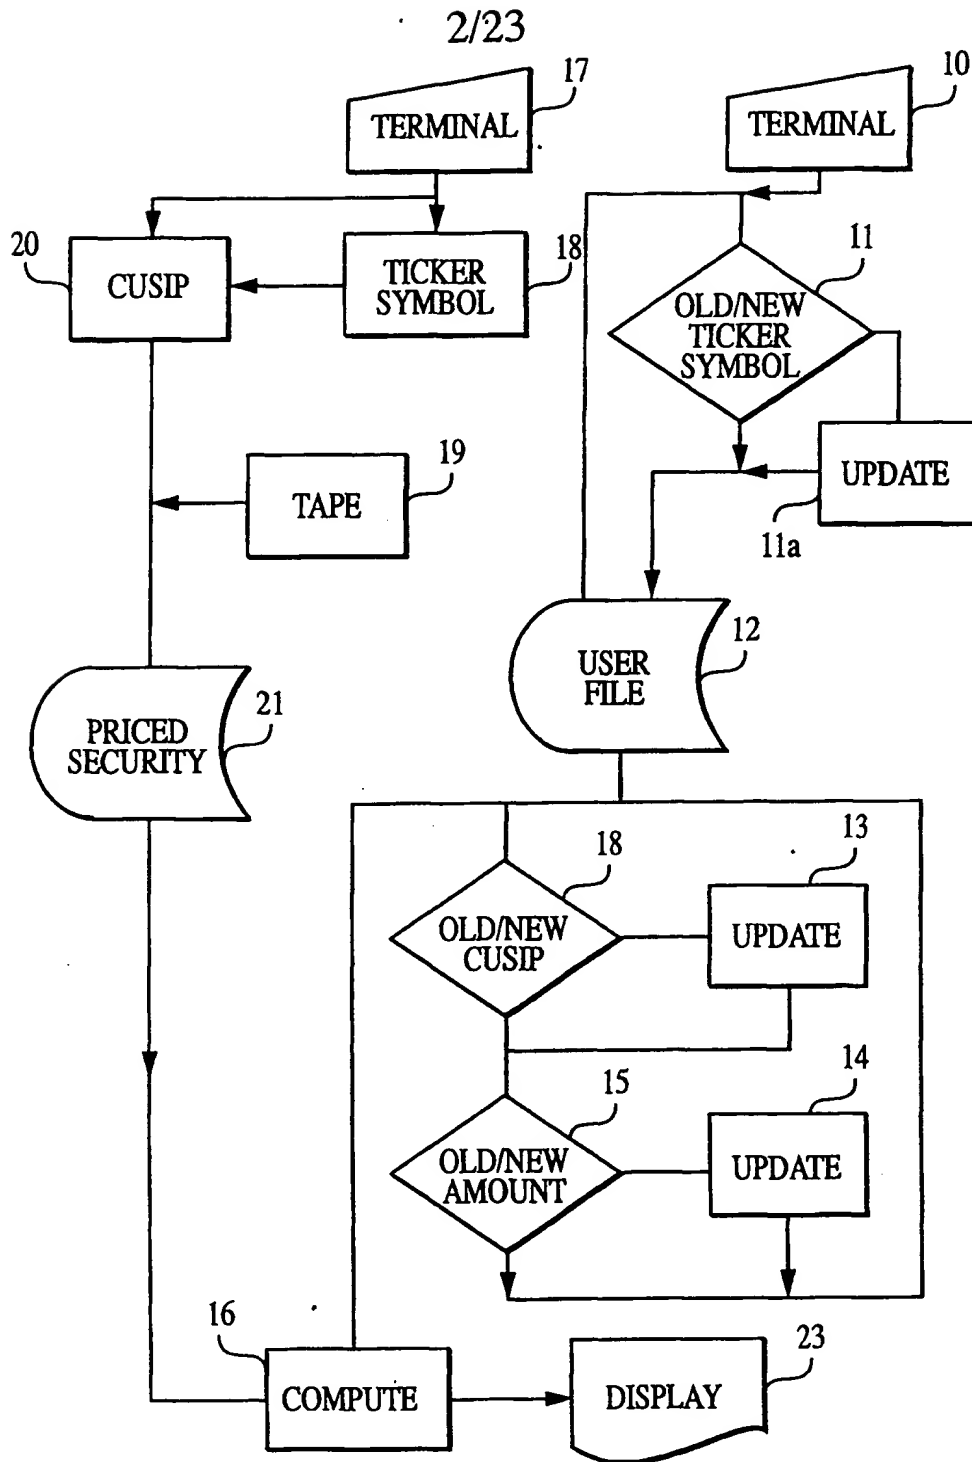 2/23
17
TERMINAL
10
TERMINAL
20
CUSIP
18
TICKER
SYMBOL
11
OLD/NEW
TICKER
SYMBOL
UPDATE
11a
19
TAPE
12
USER
FILE
21
PRICED
SECURITY
18
OLD/NEW
CUSIP
13
UPDATE
15
OLD/NEW
AMOUNT
14
UPDATE
16
COMPUTE
23
DISPLAY